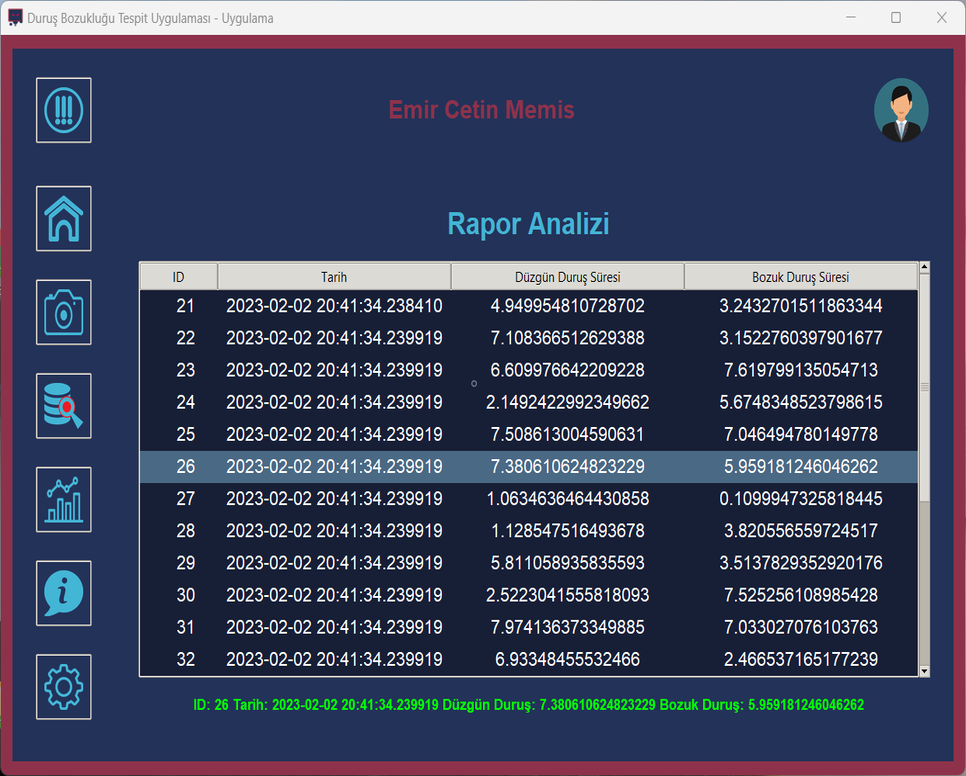 Duruş Bozukluğu Tespit Uygulaması - Uygulama
Emir Cetin Memis
Rapor Analizi
ID Tarih Düzgün Duruş Süresi Bozuk Duruş Süresi
21 2023-02-02 20:41:34.238410 4.949954810728702 3.2432701511863344
22 2023-02-02 20:41:34.239919 7.108366512629388 3.1522760397901677
23 2023-02-02 20:41:34.239919 6.609976642209228 7.619799135054713
24 2023-02-02 20:41:34.239919 2.1492422992349662 5.6748348523798615
25 2023-02-02 20:41:34.239919 7.508613004590631 7.046494780149778
26 2023-02-02 20:41:34.239919 7.380610624823229 5.959181246046262
27 2023-02-02 20:41:34.239919 1.0634636464430858 0.1099947325818445
28 2023-02-02 20:41:34.239919 1.128547516493678 3.820556559724517
29 2023-02-02 20:41:34.239919 5.811058935835593 3.5137829352920176
30 2023-02-02 20:41:34.239919 2.5223041555818093 7.525256108985428
31 2023-02-02 20:41:34.239919 7.974136373349885 7.033027076103763
32 2023-02-02 20:41:34.239919 6.93348455532466 2.466537165177239
ID: 26 Tarih: 2023-02-02 20:41:34.239919 Düzgün Duruş: 7.380610624823229 Bozuk Duruş: 5.959181246046262